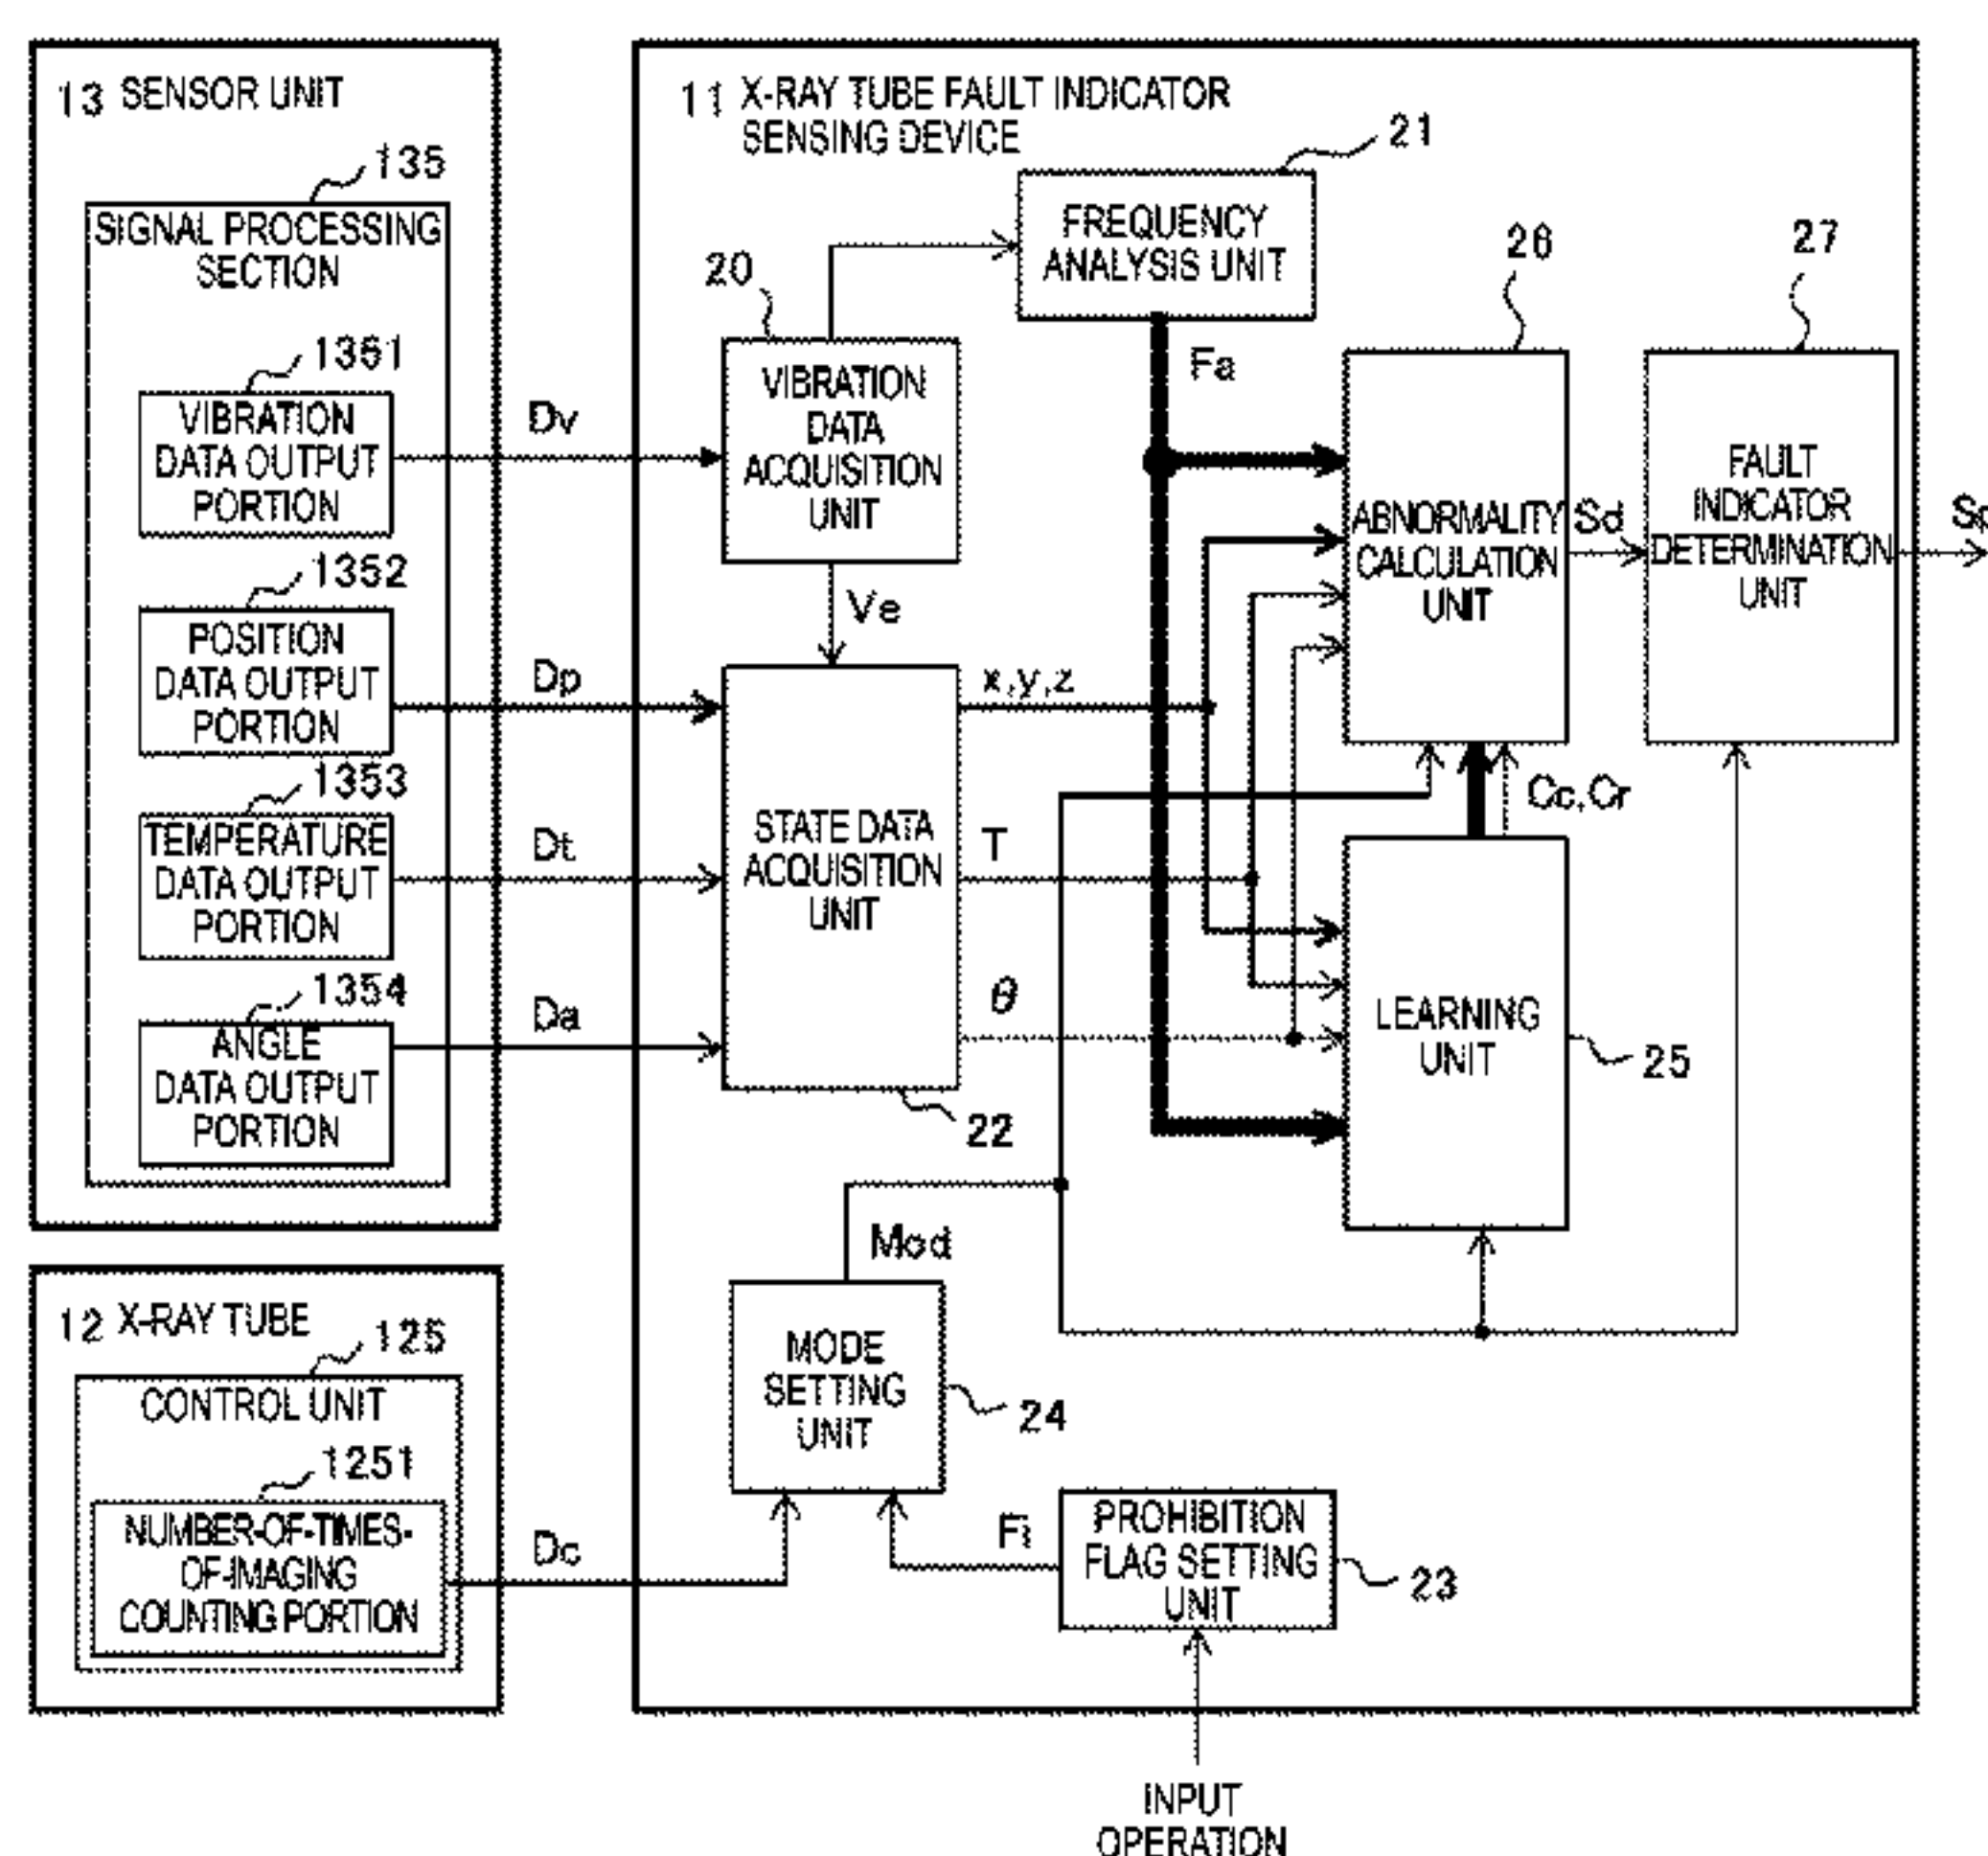 13 SENSOR UNIT
135
SIGNAL PROCESSING
SECTION
1351
VIBRATION
DATA OUTPUT
PORTION
1352
POSITION
DATA OUTPUT
PORTION
1353
TEMPERATURE
DATA OUTPUT
PORTION
1354
ANGLE
DATA OUTPUT
PORTION
12 X-RAY TUBE
125
CONTROL UNIT
1251
NUMBER-OF-TIMES-
OF-IMAGING
COUNTING PORTION
Dv
Dp
Dt
Da
Dc
11 X-RAY TUBE FAULT INDICATOR
SENSING DEVICE
21
FREQUENCY
ANALYSIS UNIT
20
VIBRATION
DATA
ACQUISITION
UNIT
Ve
Fa
STATE DATA
ACQUISITION
UNIT
22
x,y,z
T
θ
26
ABNORMALITY
CALCULATION
UNIT
Sd
27
FAULT
INDICATOR
DETERMINATION
UNIT
Cc,Cr
LEARNING
UNIT
25
Mod
MODE
SETTING
UNIT
24
Fi
PROHIBITION
FLAG SETTING
UNIT
23
INPUT
OPERATION